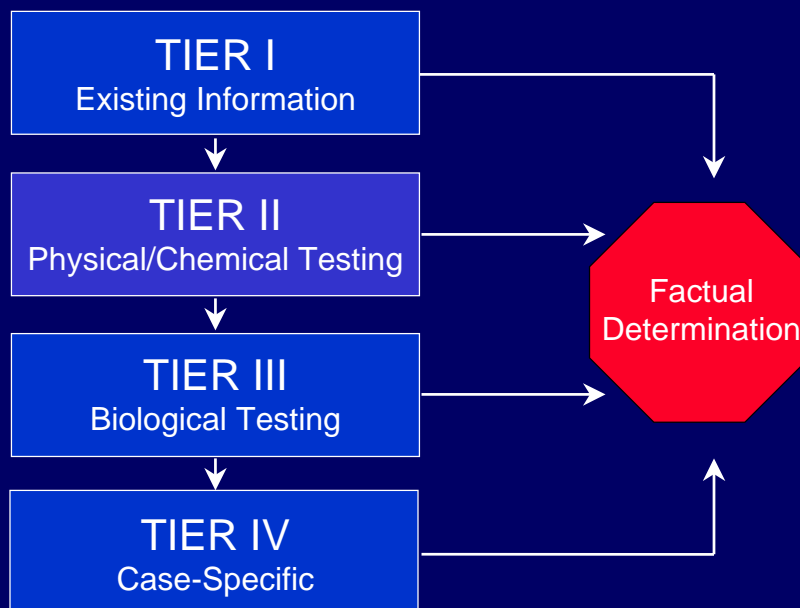 TIER I
Existing Information
TIER II
Physical/Chemical Testing
TIER III
Biological Testing
TIER IV
Case-Specific
Factual
Determination